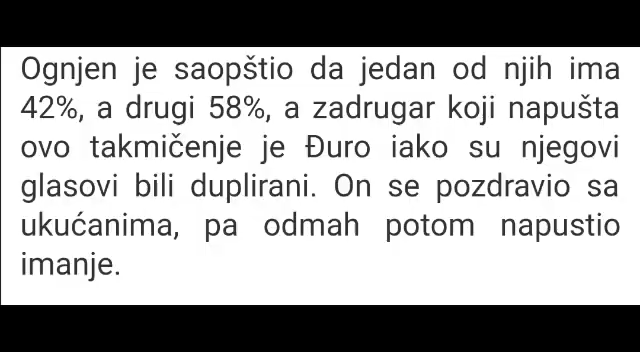 Ognjen je saopštio da jedan od njih ima
42%, a drugi 58%, a zadrugar koji napušta
ovo takmičenje je Đuro iako su njegovi
glasovi bili duplirani. On se pozdravio sa
ukućanima, pa odmah potom napustio
imanje.